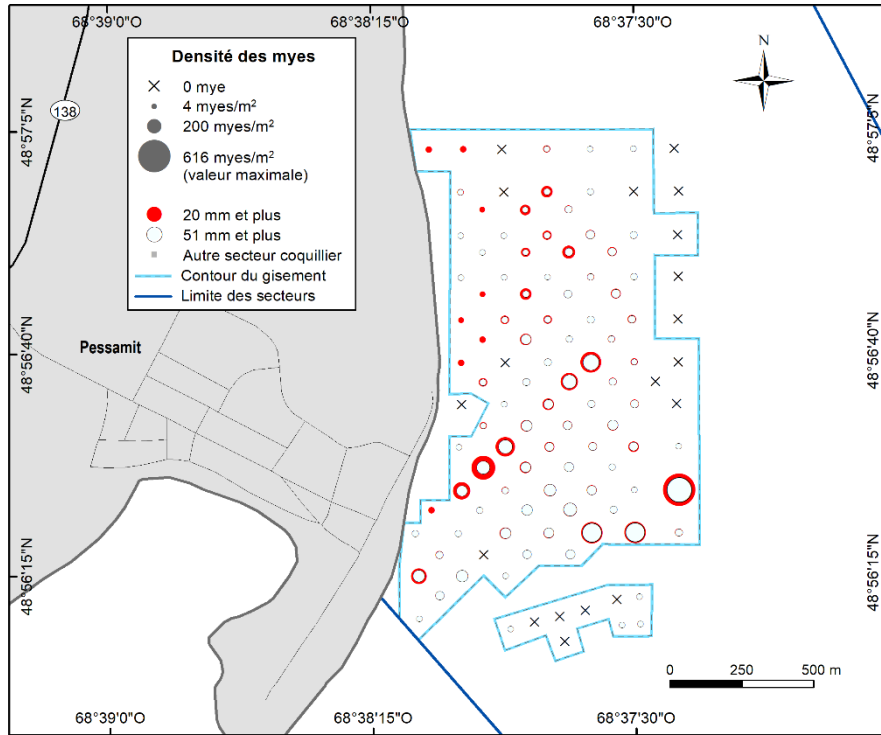 68°39'0"O
68°38'15"O
68°37'30"O
N
Densité des myes
0 mye
4 myes/m²
200 myes/m²
616 myes/m²
(valeur maximale)
20 mm et plus
51 mm et plus
Autre secteur coquillier
Contour du gisement
Limite des secteurs
138
48°57'5"N
48°57'5"N
Pessamit
48°56'40"N
48°56'40"N
48°56'15"N
48°56'15"N
0
250
500 m
68°39'0"O
68°38'15"O
68°37'30"O